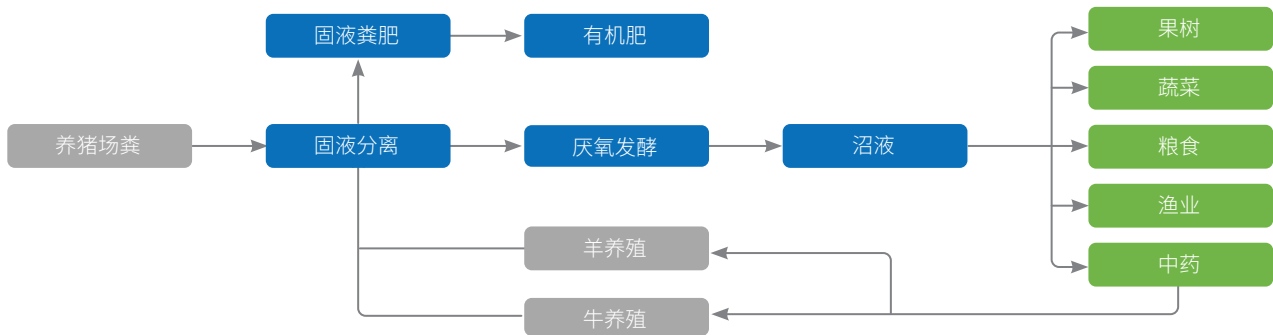 固液粪肥
有机肥
果树
蔬菜
养猪场粪
固液分离
厌氧发酵
沼液
粮食
渔业
羊养殖
中药
牛养殖